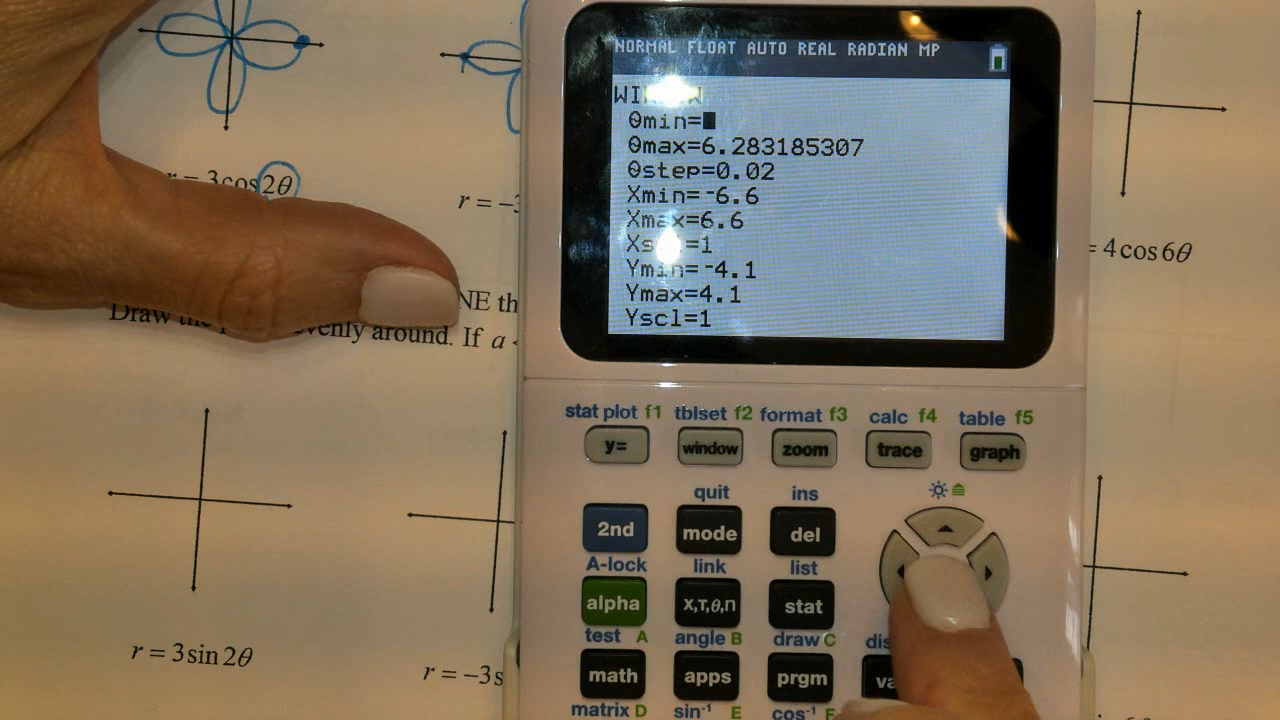 NORMAL FLOAT AUTO REAL RADIAN MP
θmin=
θmax=6.283185307
θstep=0.02
Xmin=-6.6
Xmax=6.6
=1
Ymin=-4.1
Ymax=4.1
Yscl=1
r = 3cos2θ
r = −3
= 4cos6θ
NE th
Draw the evenly around. If a
stat plot f1 tblset f2 format f3 calc f4 table f5
y= window zoom trace graph
quit ins
2nd mode del
A-lock link list
alpha X,T,θ,n stat
test A angle B draw C
math apps prgm
matrix D sin⁻¹ E cos⁻¹ F
r = 3sin2θ
r = −3s